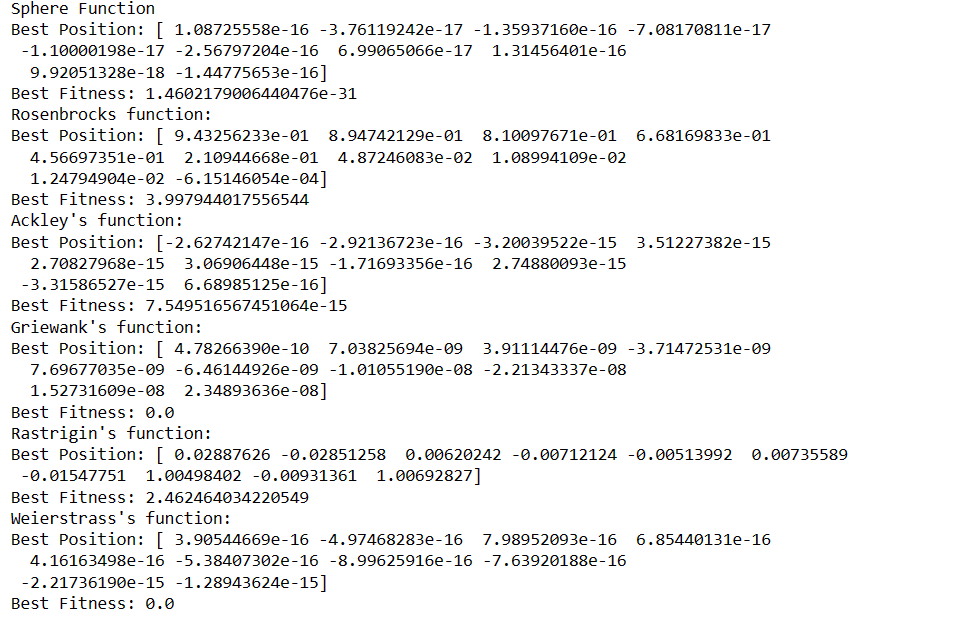 Sphere Function
Best Position: [ 1.08725558e-16 -3.76119242e-17 -1.35937160e-16 -7.08170811e-17
 -1.10000198e-17 -2.56797204e-16  6.99065066e-17  1.31456401e-16
  9.92051328e-18 -1.44775653e-16]
Best Fitness: 1.4602179006440476e-31
Rosenbrocks function:
Best Position: [ 9.43256233e-01  8.94742129e-01  8.10097671e-01  6.68169833e-01
  4.56697351e-01  2.10944668e-01  4.87246083e-02  1.08994109e-02
  1.24794904e-02 -6.15146054e-04]
Best Fitness: 3.997944017556544
Ackley's function:
Best Position: [-2.62742147e-16 -2.92136723e-16 -3.20039522e-15  3.51227382e-15
  2.70827968e-15  3.06906448e-15 -1.71693356e-16  2.74880093e-15
 -3.31586527e-15  6.68985125e-16]
Best Fitness: 7.549516567451064e-15
Griewank's function:
Best Position: [ 4.78266390e-10  7.03825694e-09  3.91114476e-09 -3.71472531e-09
  7.69677035e-09 -6.46144926e-09 -1.01055190e-08 -2.21343337e-08
  1.52731609e-08  2.34893636e-08]
Best Fitness: 0.0
Rastrigin's function:
Best Position: [ 0.02887626 -0.02851258  0.00620242 -0.00712124 -0.00513992  0.00735589
 -0.01547751  1.00498402 -0.00931361  1.00692827]
Best Fitness: 2.462464034220549
Weierstrass's function:
Best Position: [ 3.90544669e-16 -4.97468283e-16  7.98952093e-16  6.85440131e-16
  4.16163498e-16 -5.38407302e-16 -8.99625916e-16 -7.63920188e-16
 -2.21736190e-15 -1.28943624e-15]
Best Fitness: 0.0